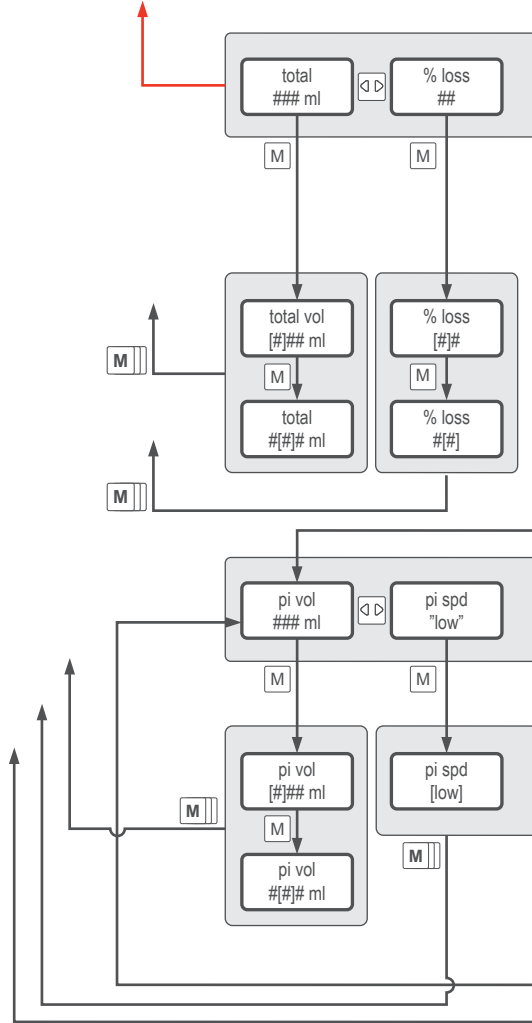 total
### ml
% loss
##
M
M
total vol
[#]## ml
% loss
[#]#
M
M
M
total
#[#]# ml
% loss
#[#]
M
pi vol
### ml
pi spd
"low"
M
M
pi vol
[#]## ml
pi spd
[low]
M
M
M
pi vol
#[#]# ml